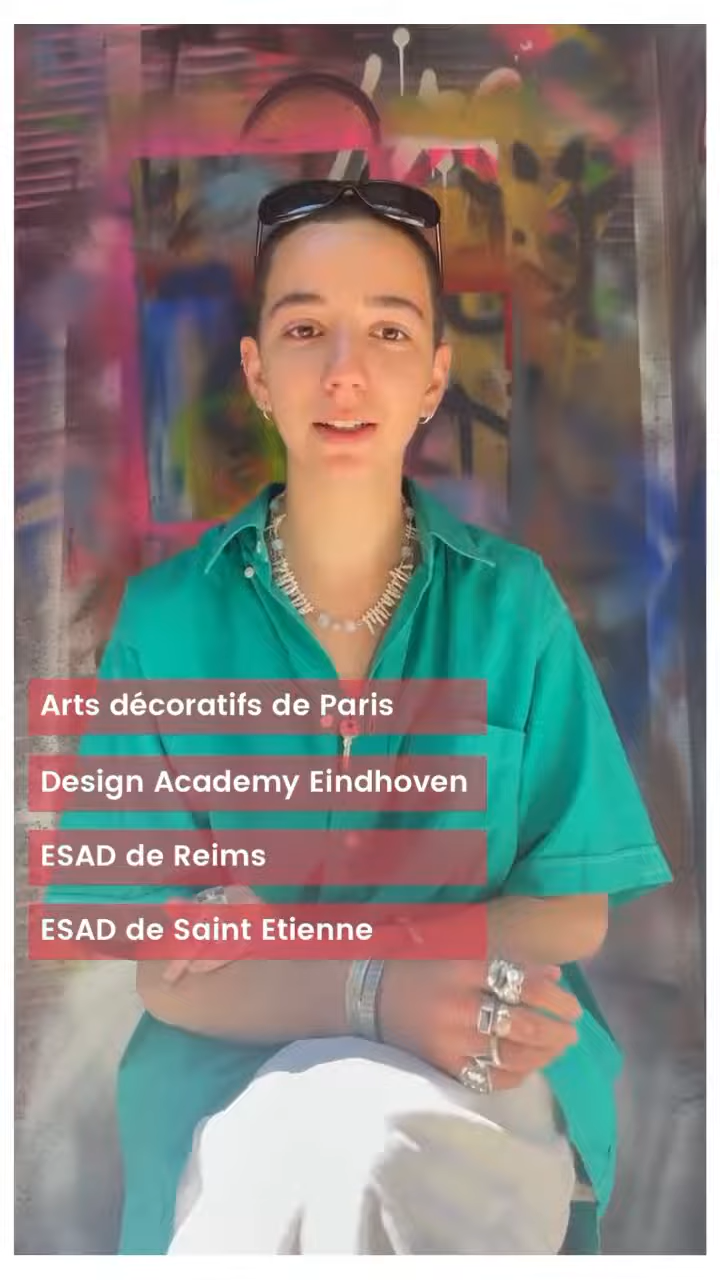 Arts décoratifs de Paris
Design Academy Eindhoven
ESAD de Reims
ESAD de Saint Etienne